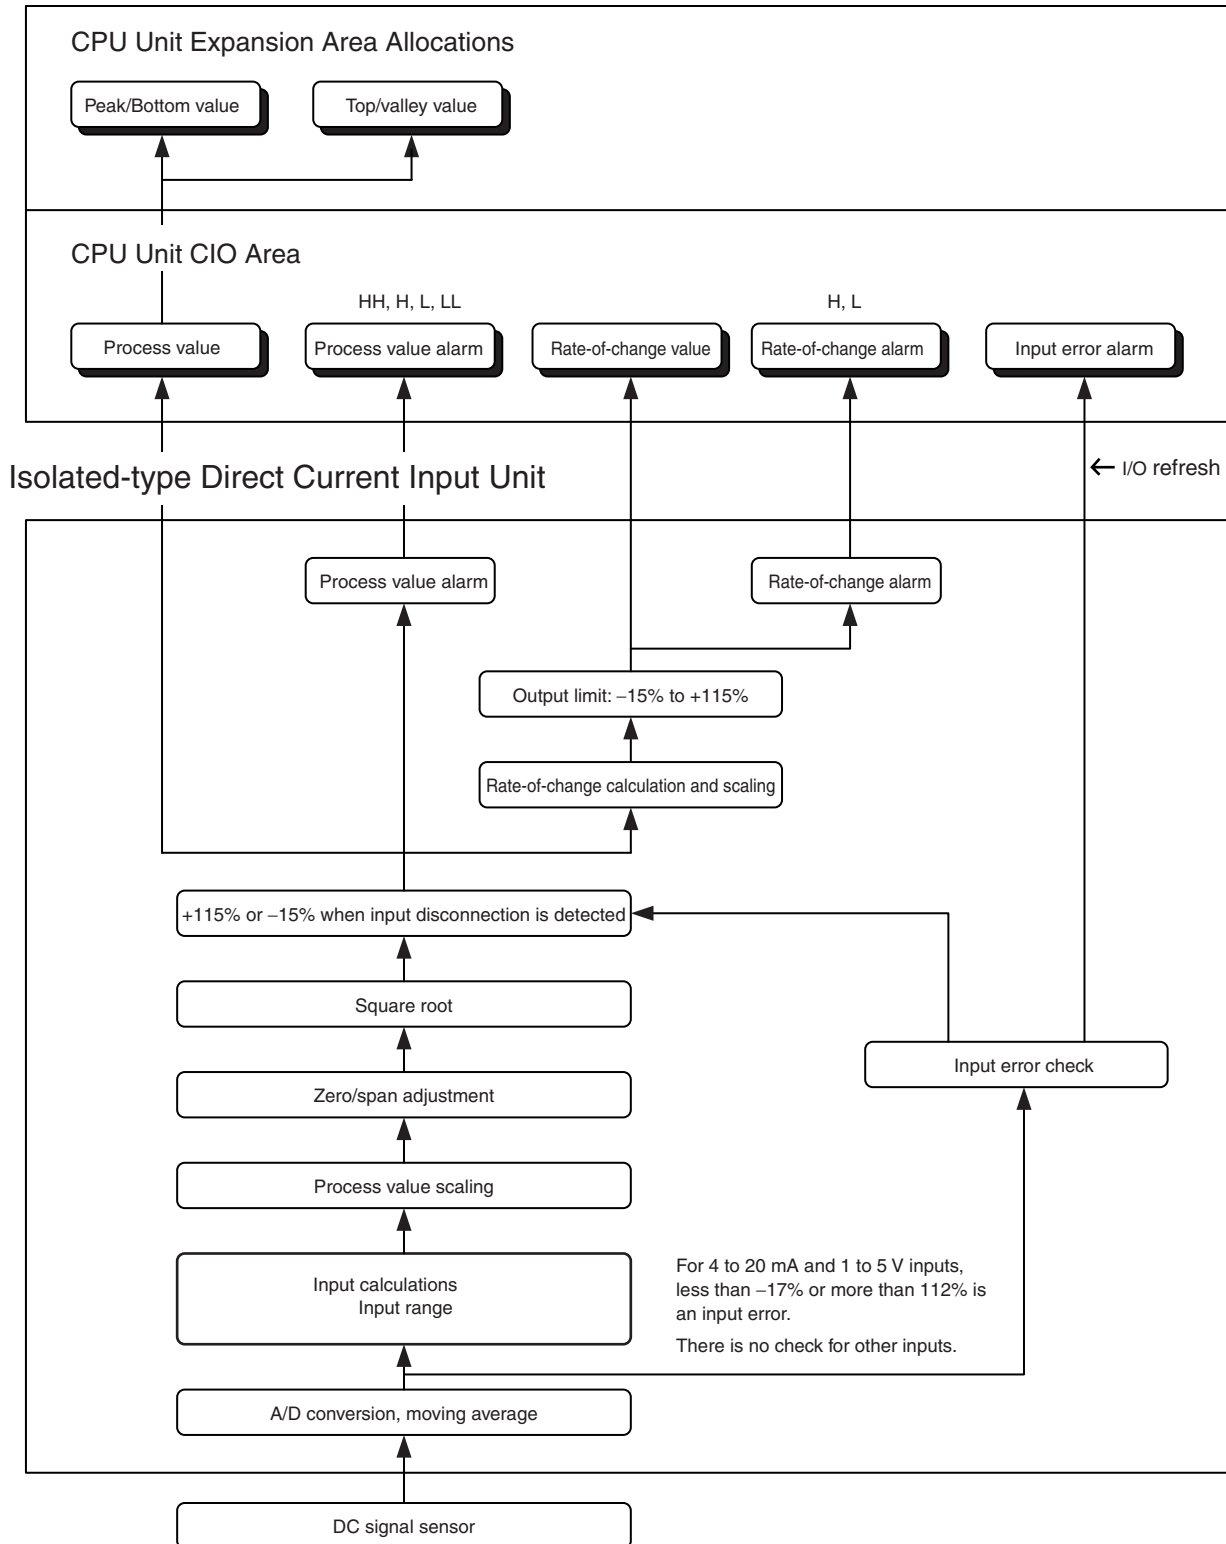 CPU Unit Expansion Area Allocations
Peak/Bottom value
Top/valley value
CPU Unit CIO Area
HH, H, L, LL
H, L
Process value
Process value alarm
Rate-of-change value
Rate-of-change alarm
Input error alarm
Isolated-type Direct Current Input Unit
I/O refresh
Process value alarm
Rate-of-change alarm
Output limit: –15% to +115%
Rate-of-change calculation and scaling
+115% or –15% when input disconnection is detected
Square root
Input error check
Zero/span adjustment
Process value scaling
Input calculations
Input range
For 4 to 20 mA and 1 to 5 V inputs,
less than –17% or more than 112% is
an input error.
There is no check for other inputs.
A/D conversion, moving average
DC signal sensor